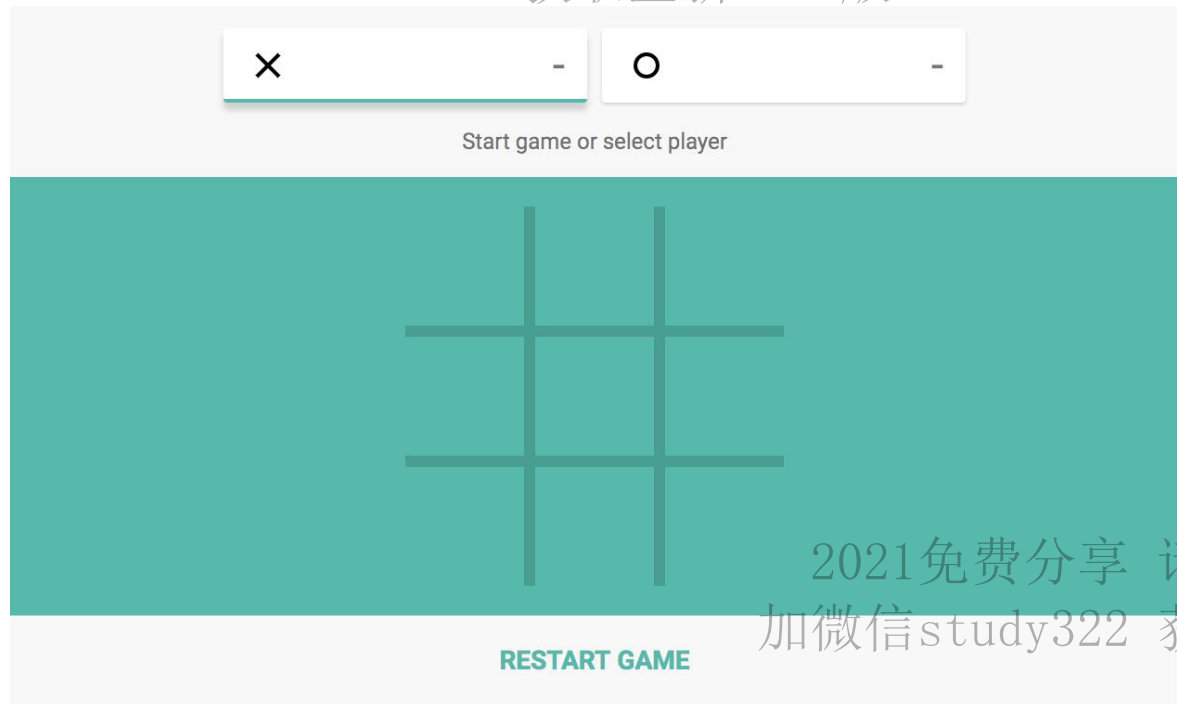 × -
○ -
Start game or select player
2021免费分享
加微信study322
RESTART GAME